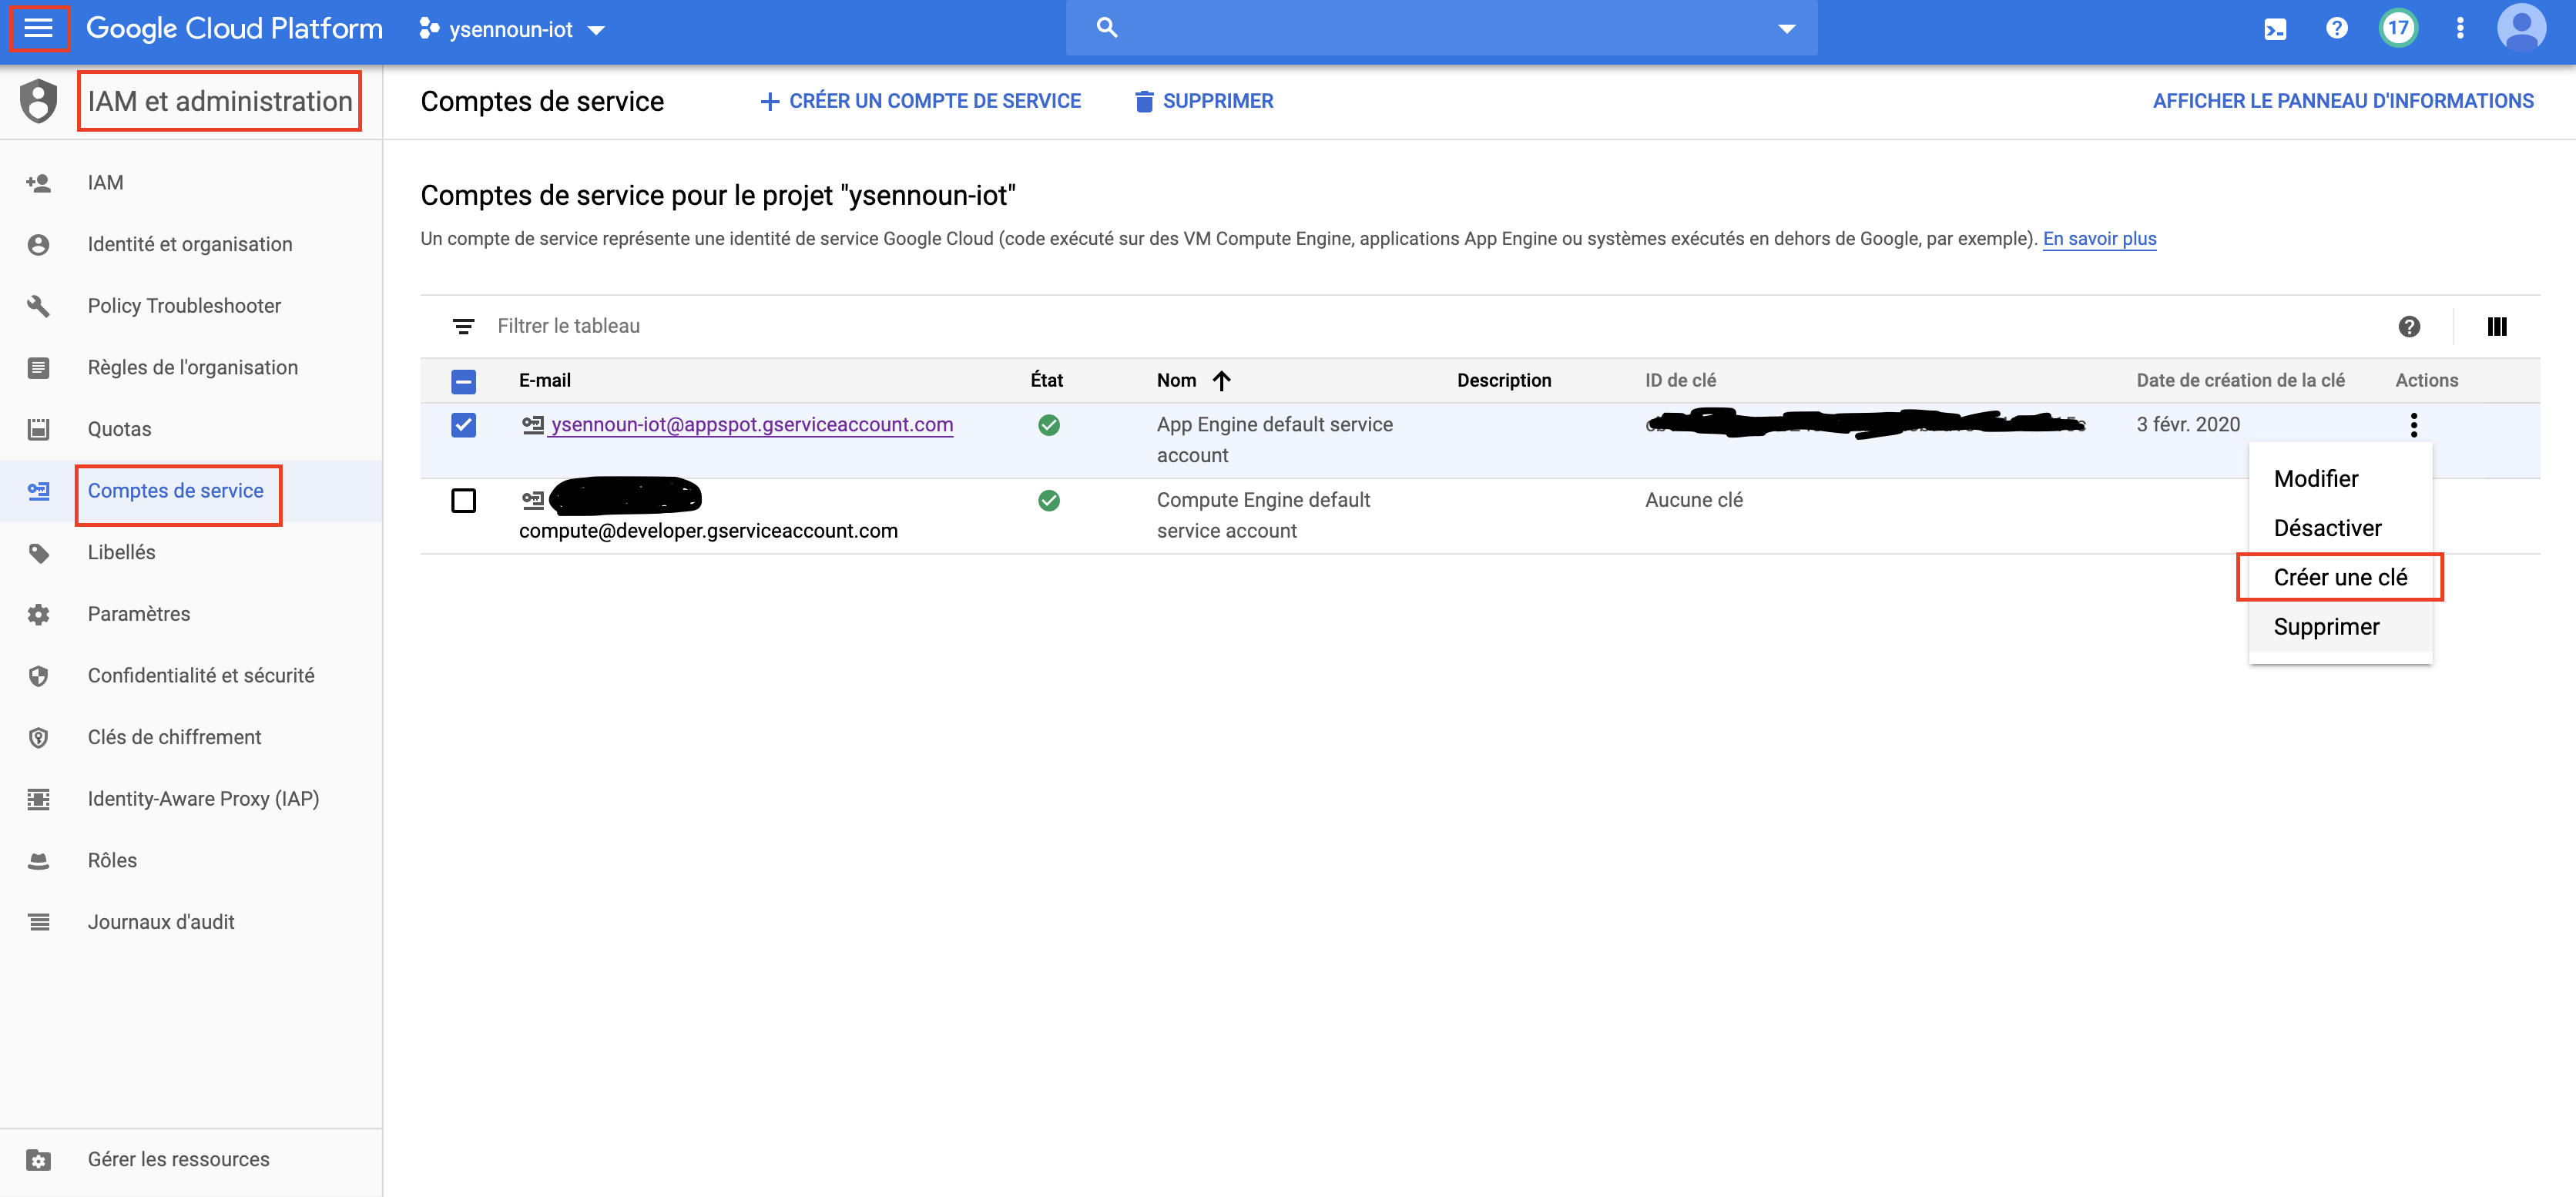 Google Cloud Platform
ysennoun-iot
17
IAM et administration
Comptes de service
CRÉER UN COMPTE DE SERVICE
SUPPRIMER
AFFICHER LE PANNEAU D'INFORMATIONS
IAM
Identité et organisation
Policy Troubleshooter
Règles de l'organisation
Quotas
Comptes de service
Libellés
Paramètres
Confidentialité et sécurité
Clés de chiffrement
Identity-Aware Proxy (IAP)
Rôles
Journaux d'audit
Gérer les ressources
Comptes de service pour le projet "ysennoun-iot"
Un compte de service représente une identité de service Google Cloud (code exécuté sur des VM Compute Engine, applications App Engine ou systèmes exécutés en dehors de Google, par exemple). En savoir plus
Filtrer le tableau
E-mail État Nom Description ID de clé Date de création de la clé Actions
ysennoun-iot@appspot.gserviceaccount.com App Engine default service 3 févr. 2020
account
Compute Engine default Aucune clé
compute@developer.gserviceaccount.com service account
Modifier
Désactiver
Créer une clé
Supprimer